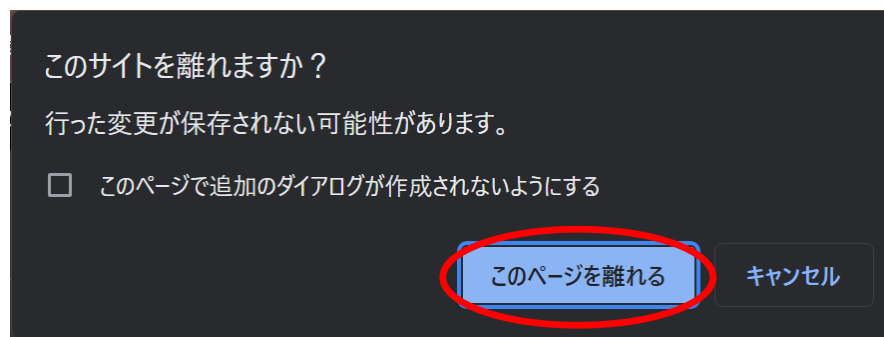 このサイトを離れますか？
行った変更が保存されない可能性があります。
このページで追加のダイアログが作成されないようにする
このページを離れる キャンセル